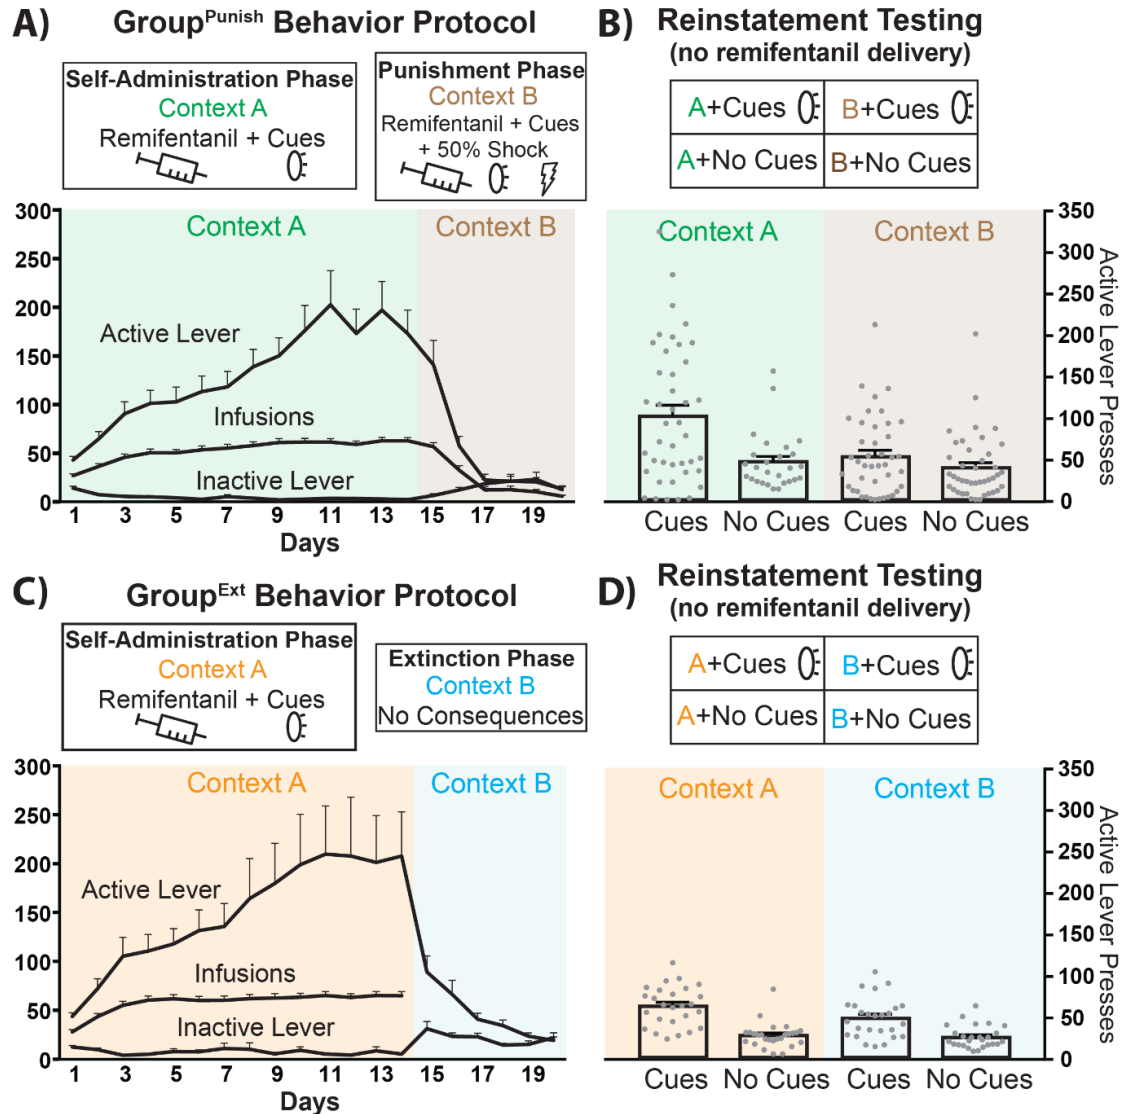 A)
Group^Punish Behavior Protocol
Self-Administration Phase
Context A
Remifentanil + Cues
Punishment Phase
Context B
Remifentanil + Cues
+ 50% Shock
300
250
200
150
100
50
0
Context A
Context B
Active Lever
Infusions
Inactive Lever
1 3 5 7 9 11 13 15 17 19
Days
B)
Reinstatement Testing
(no remifentanil delivery)
A+Cues
B+Cues
A+No Cues
B+No Cues
Context A
Context B
350
300
250
200
150
100
50
0
Active Lever Presses
Cues No Cues Cues No Cues
C)
Group^Ext Behavior Protocol
Self-Administration Phase
Context A
Remifentanil + Cues
Extinction Phase
Context B
No Consequences
300
250
200
150
100
50
0
Context A
Context B
Active Lever
Infusions
Inactive Lever
1 3 5 7 9 11 13 15 17 19
Days
D)
Reinstatement Testing
(no remifentanil delivery)
A+Cues
B+Cues
A+No Cues
B+No Cues
Context A
Context B
350
300
250
200
150
100
50
0
Active Lever Presses
Cues No Cues Cues No Cues